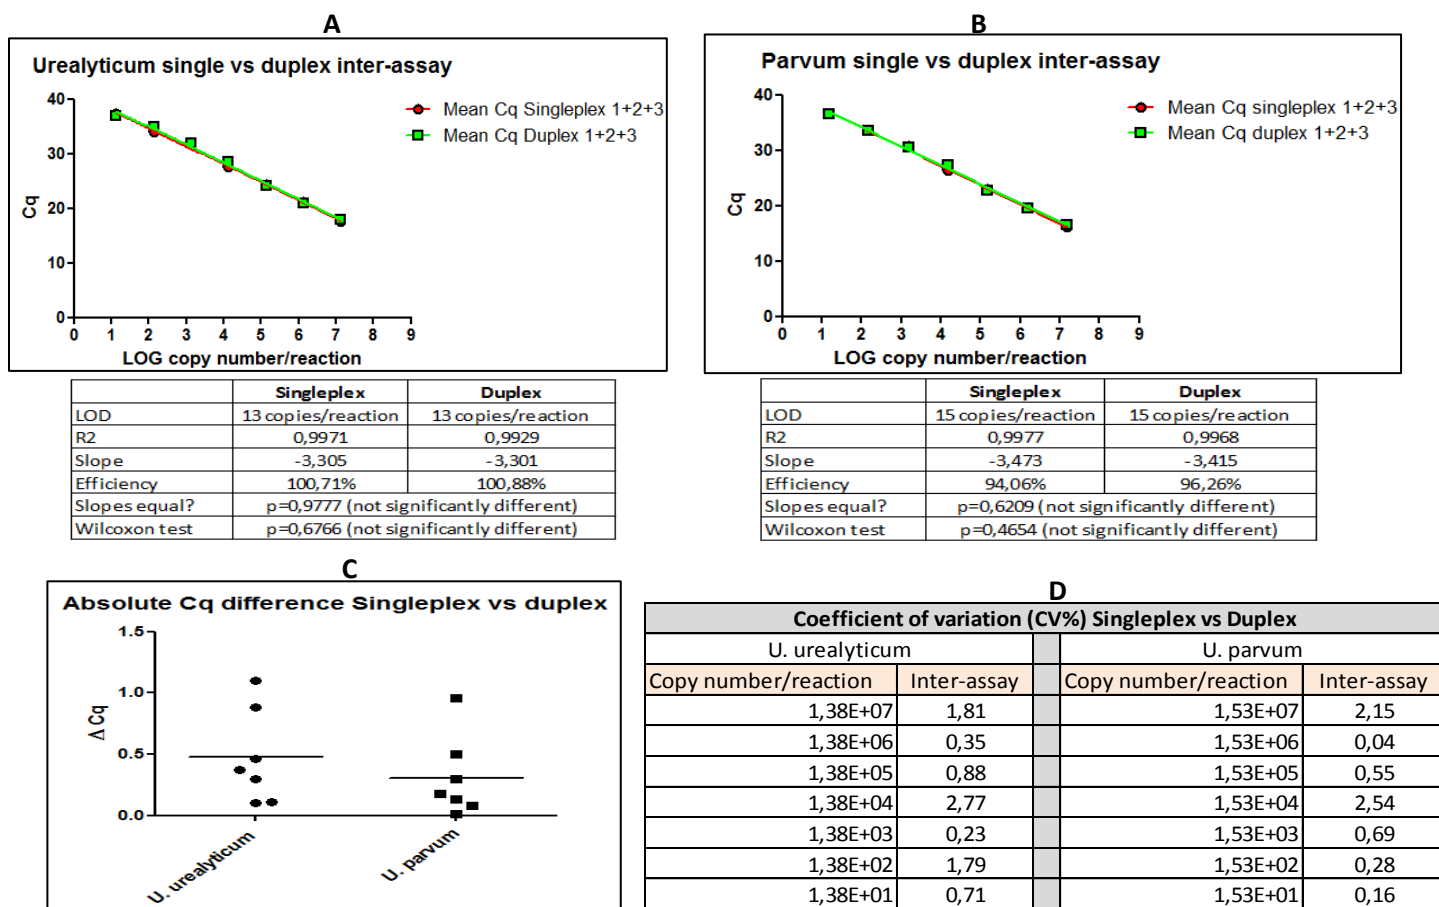 A
Urealyticum single vs duplex inter-assay
Mean Cq Singleplex 1+2+3
Mean Cq Duplex 1+2+3
40
30
20
10
0
Cq
0 1 2 3 4 5 6 7 8 9
LOG copy number/reaction
Singleplex Duplex
LOD 13 copies/reaction 13 copies/reaction
R2 0,9971 0,9929
Slope -3,305 -3,301
Efficiency 100,71% 100,88%
Slopes equal? p=0,9777 (not significantly different)
Wilcoxon test p=0,6766 (not significantly different)
B
Parvum single vs duplex inter-assay
Mean Cq singleplex 1+2+3
Mean Cq duplex 1+2+3
40
30
20
10
0
Cq
0 1 2 3 4 5 6 7 8 9
LOG copy number/reaction
Singleplex Duplex
LOD 15 copies/reaction 15 copies/reaction
R2 0,9977 0,9968
Slope -3,473 -3,415
Efficiency 94,06% 96,26%
Slopes equal? p=0,6209 (not significantly different)
Wilcoxon test p=0,4654 (not significantly different)
C
Absolute Cq difference Singleplex vs duplex
1.5
1.0
0.5
0.0
Δ Cq
U. urealyticum
U. parvum
D
Coefficient of variation (CV%) Singleplex vs Duplex
U. urealyticum U. parvum
Copy number/reaction Inter-assay Copy number/reaction Inter-assay
1,38E+07 1,81 1,53E+07 2,15
1,38E+06 0,35 1,53E+06 0,04
1,38E+05 0,88 1,53E+05 0,55
1,38E+04 2,77 1,53E+04 2,54
1,38E+03 0,23 1,53E+03 0,69
1,38E+02 1,79 1,53E+02 0,28
1,38E+01 0,71 1,53E+01 0,16